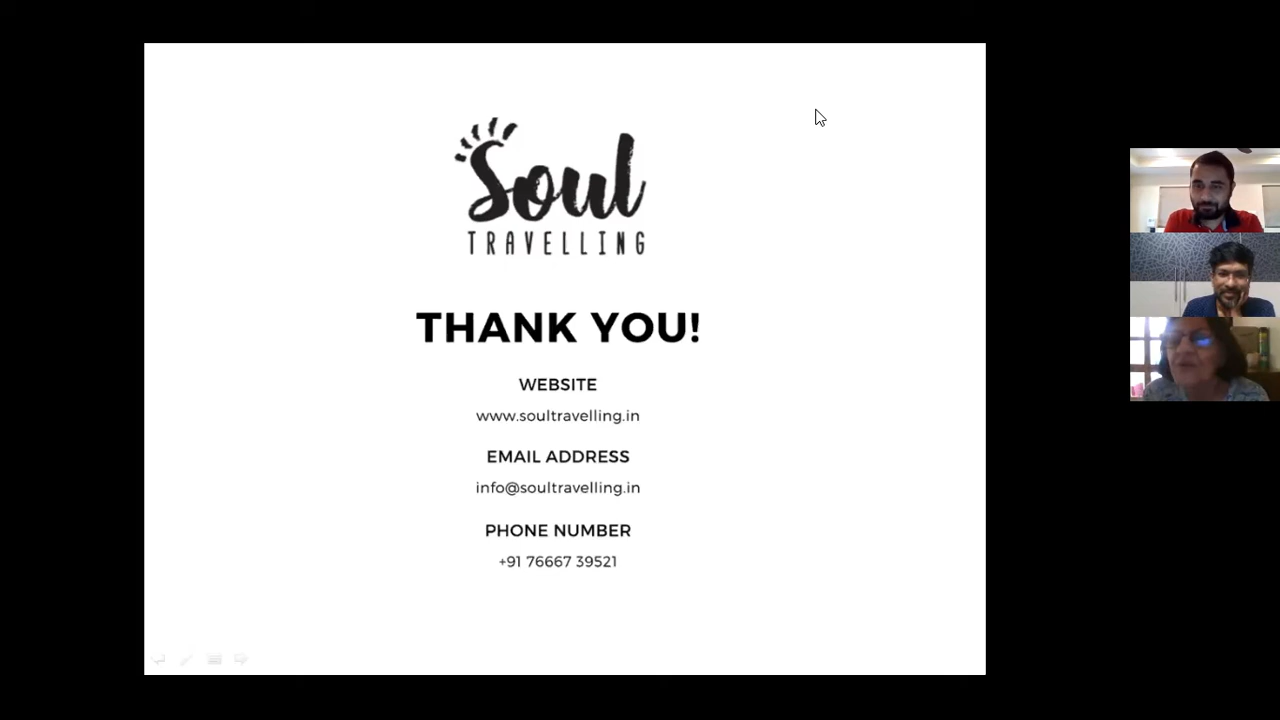 Soul
TRAVELLING
THANK YOU!
WEBSITE
www.soultravelling.in
EMAIL ADDRESS
info@soultravelling.in
PHONE NUMBER
+91 76667 39521